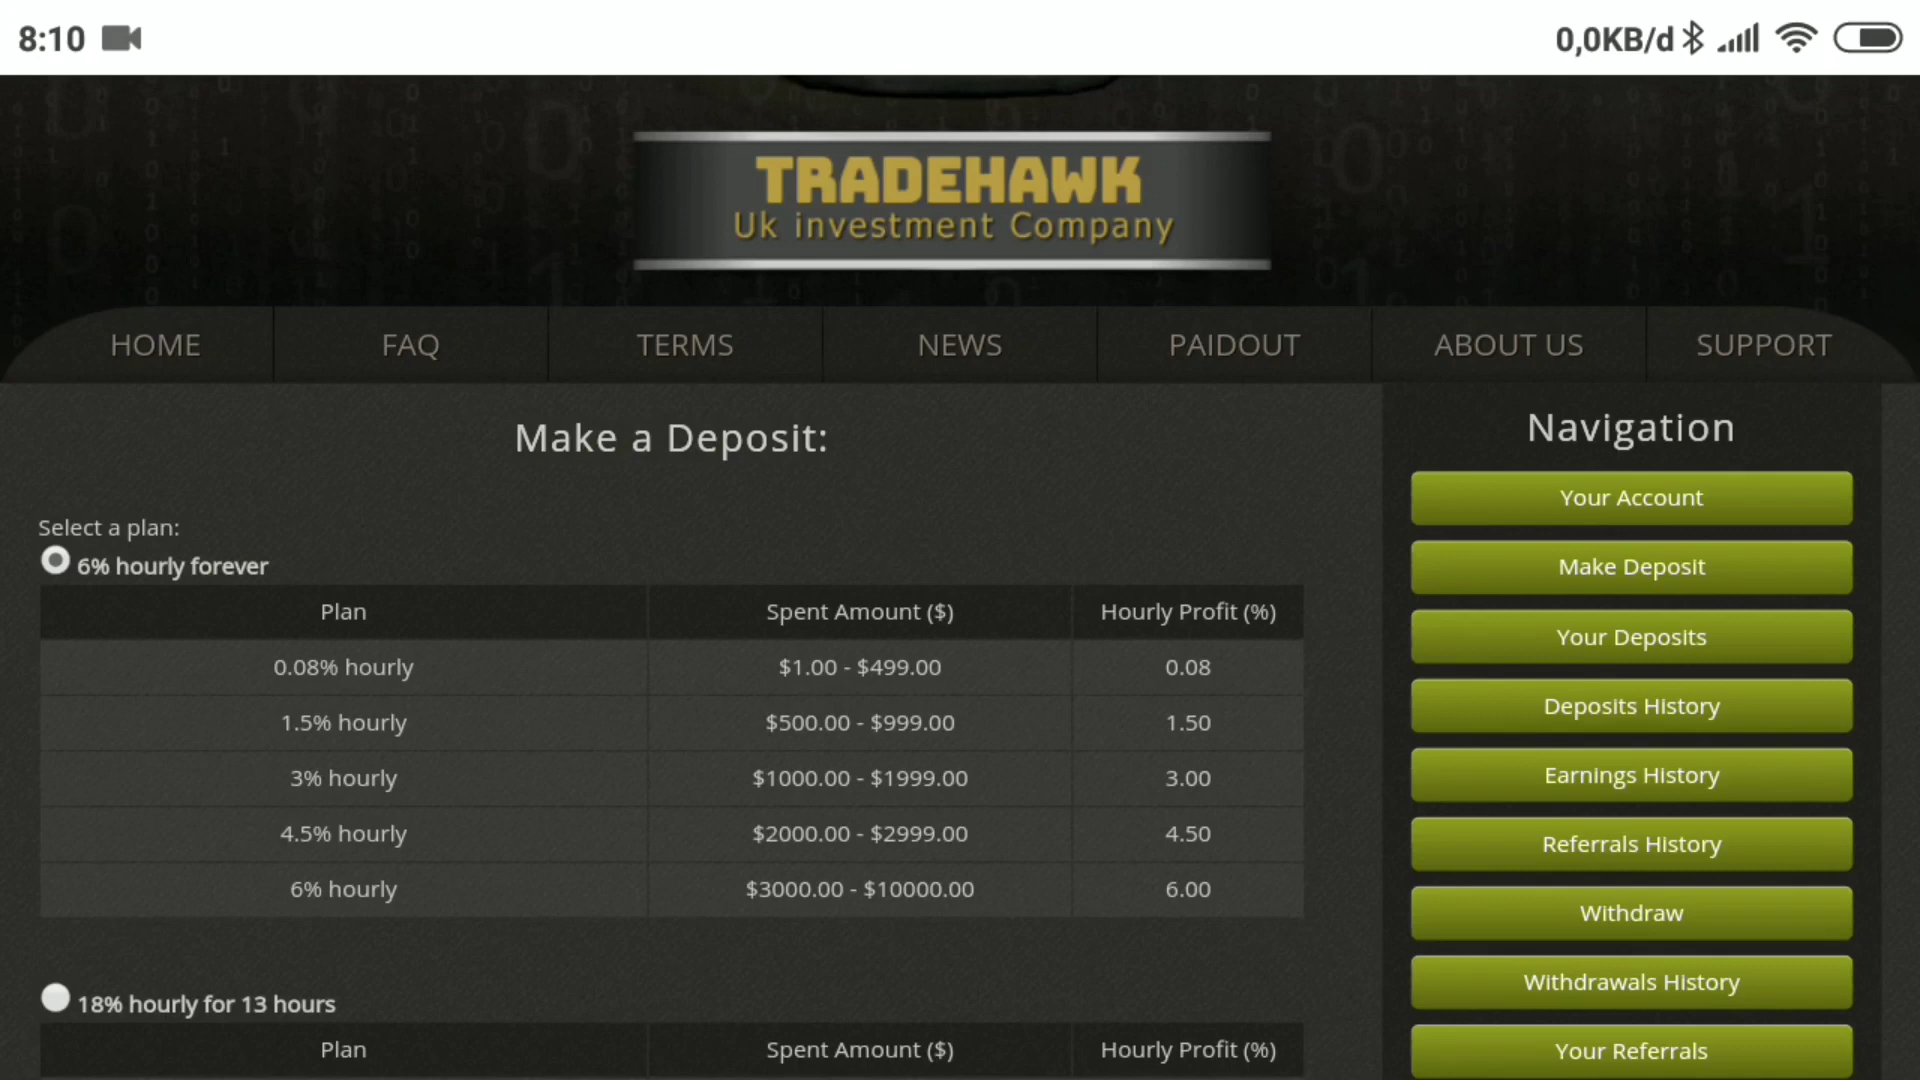 8:10
0,0KB/d
TRADEHAWK
Uk investment Company
HOME FAQ TERMS NEWS PAIDOUT ABOUT US SUPPORT
Make a Deposit:
Select a plan:
6% hourly forever
Plan Spent Amount ($) Hourly Profit (%)
0.08% hourly $1.00 - $499.00 0.08
1.5% hourly $500.00 - $999.00 1.50
3% hourly $1000.00 - $1999.00 3.00
4.5% hourly $2000.00 - $2999.00 4.50
6% hourly $3000.00 - $10000.00 6.00
18% hourly for 13 hours
Plan Spent Amount ($) Hourly Profit (%)
Navigation
Your Account
Make Deposit
Your Deposits
Deposits History
Earnings History
Referrals History
Withdraw
Withdrawals History
Your Referrals